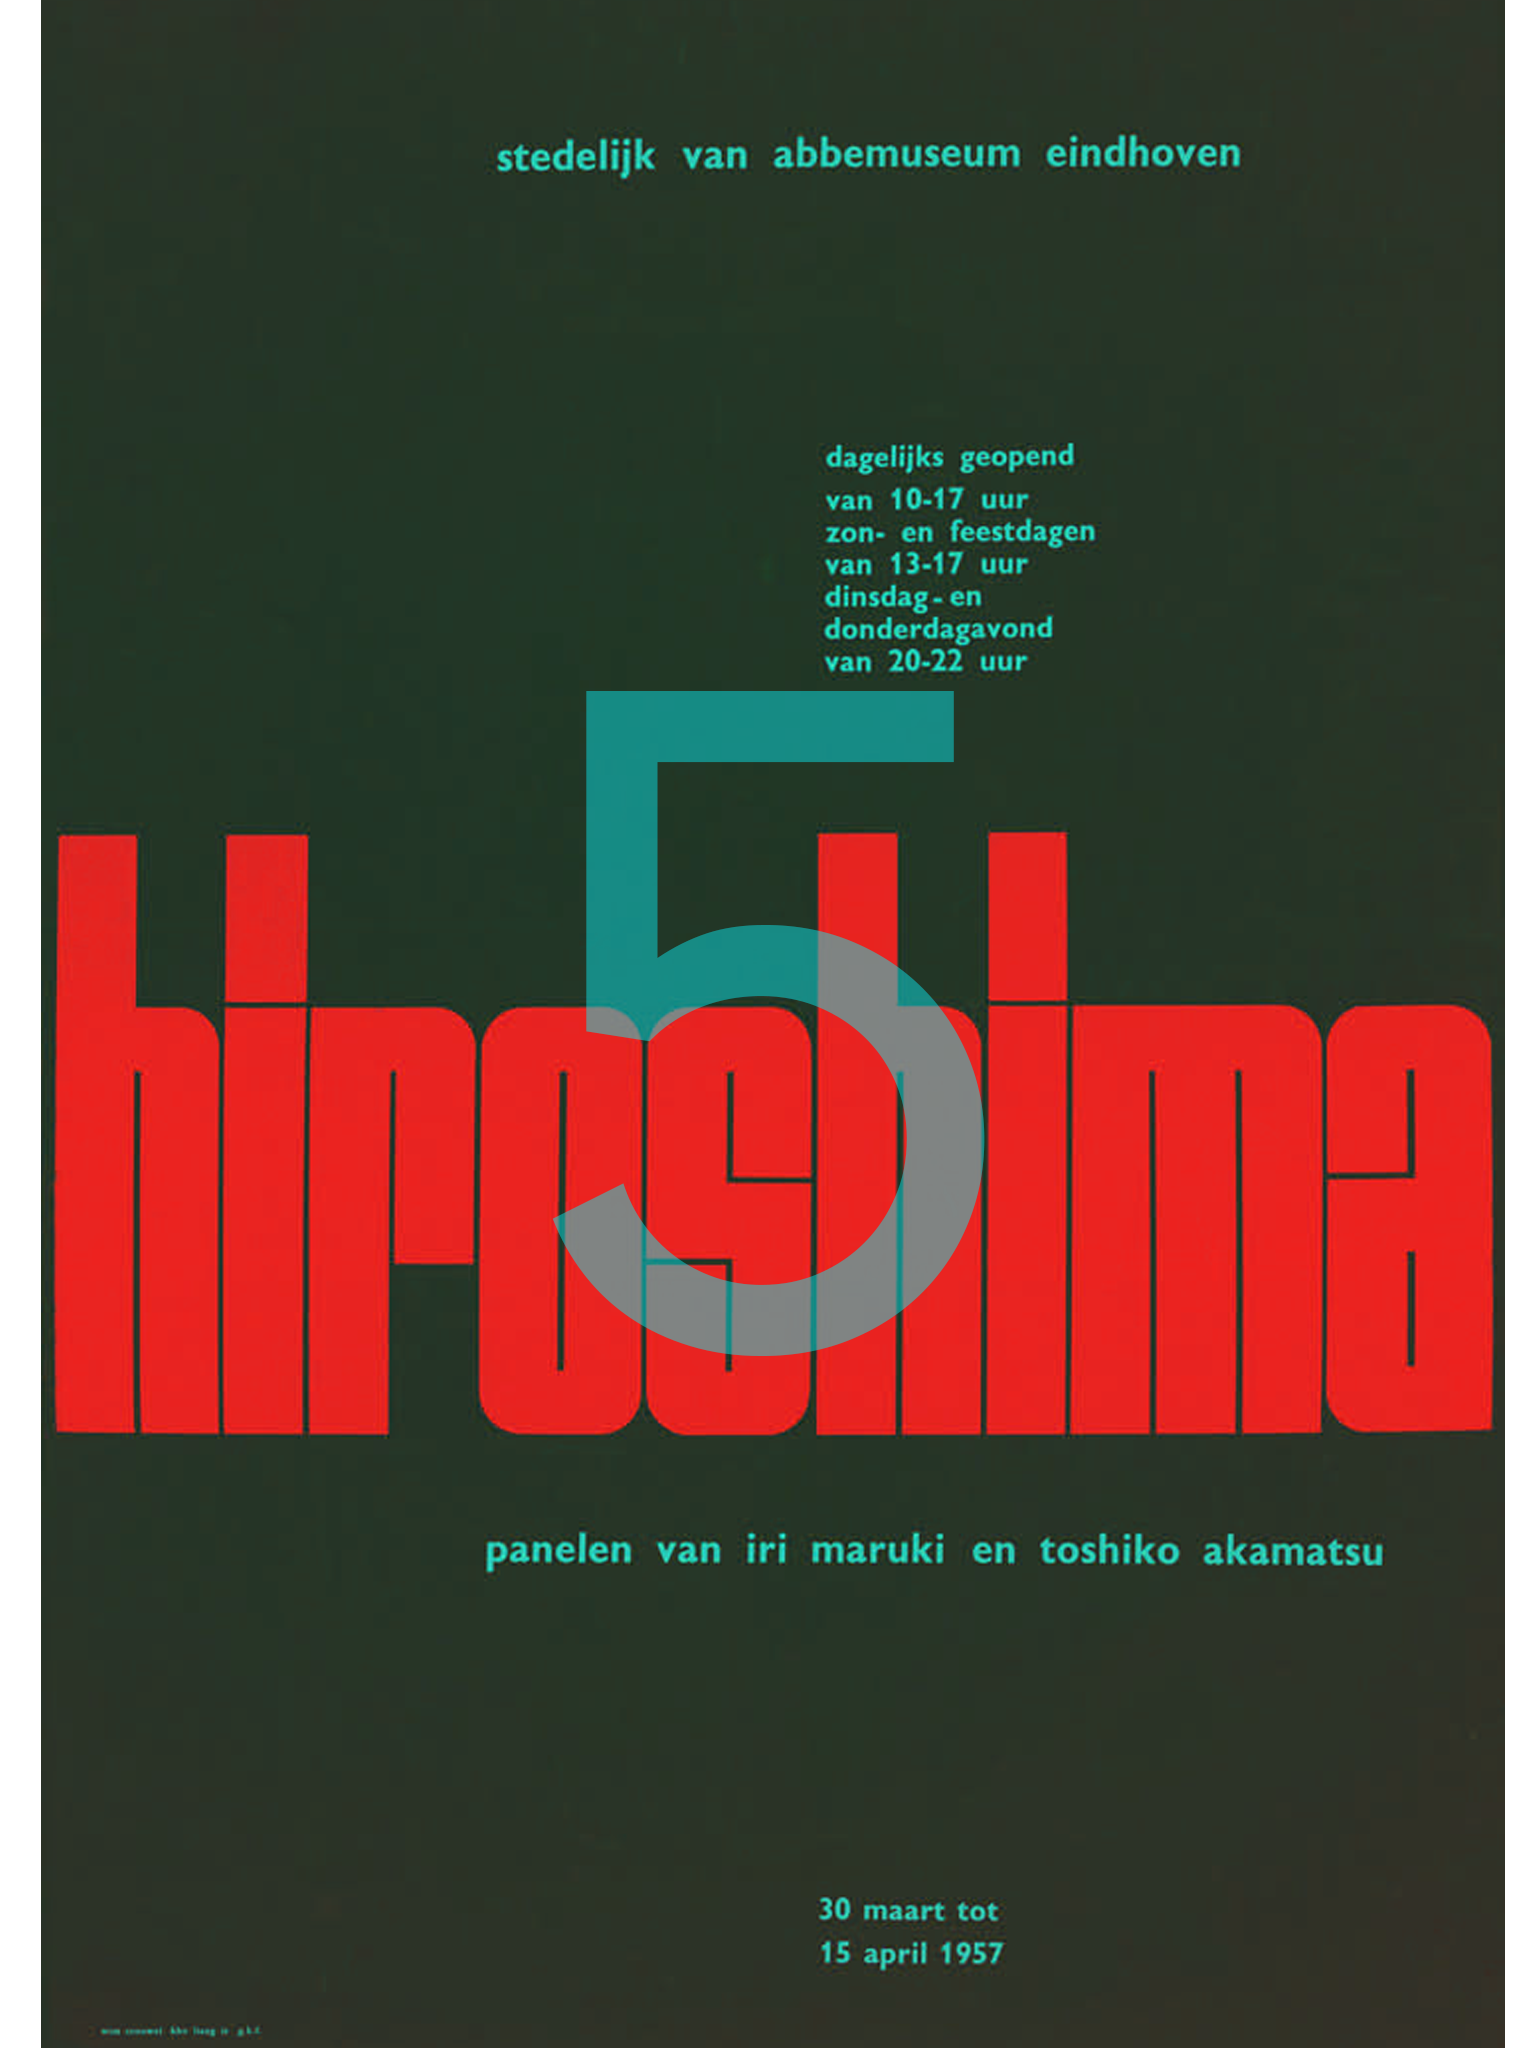 stedelijk van abbemuseum eindhoven
dagelijks geopend
van 10-17 uur
zon- en feestdagen
van 13-17 uur
dinsdag- en
donderdagavond
van 20-22 uur
5
hiroshima
panelen van iri maruki en toshiko akamatsu
30 maart tot
15 april 1957